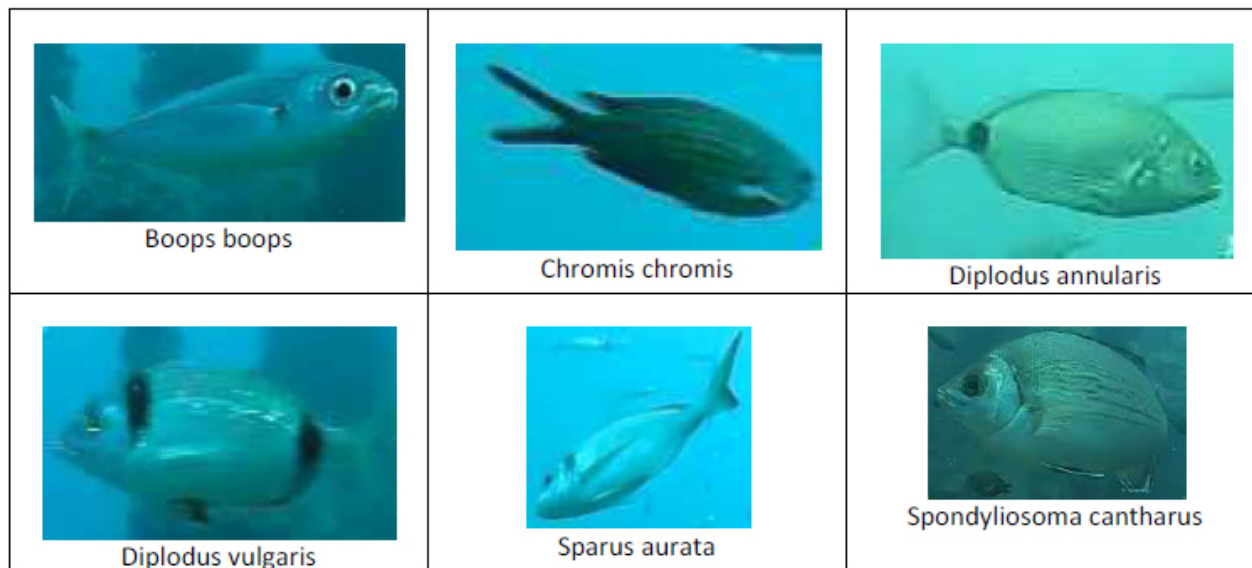 Boops boops
Chromis chromis
Diplodus annularis
Diplodus vulgaris
Sparus aurata
Spondyliosoma cantharus